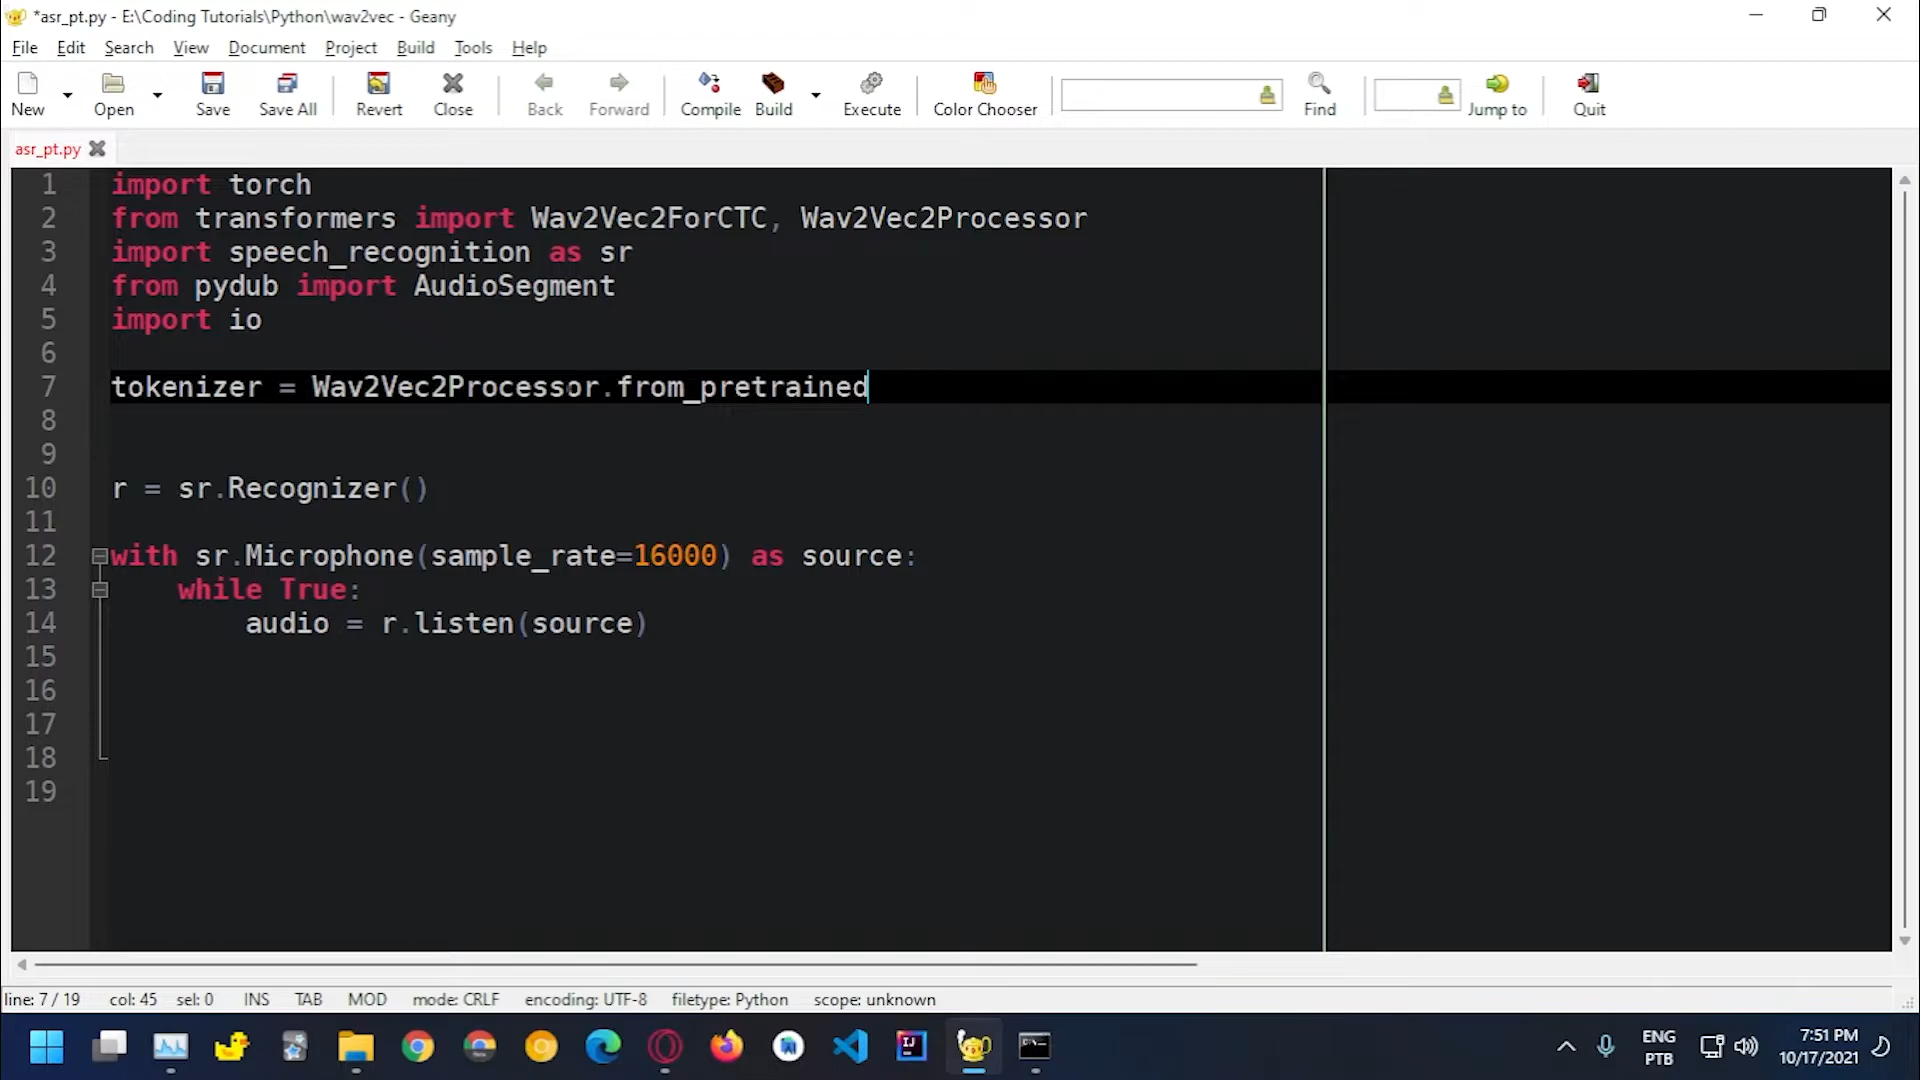 *asr_pt.py - E:\Coding Tutorials\Python\wav2vec - Geany
File Edit Search View Document Project Build Tools Help
New Open Save Save All Revert Close Back Forward Compile Build Execute Color Chooser Find Jump to Quit
asr_pt.py
1 import torch
2 from transformers import Wav2Vec2ForCTC, Wav2Vec2Processor
3 import speech_recognition as sr
4 from pydub import AudioSegment
5 import io
6
7 tokenizer = Wav2Vec2Processor.from_pretrained
8
9
10 r = sr.Recognizer()
11
12 with sr.Microphone(sample_rate=16000) as source:
13     while True:
14         audio = r.listen(source)
15
16
17
18
19
line: 7 / 19 col: 45 sel: 0 INS TAB MOD mode: CRLF encoding: UTF-8 filetype: Python scope: unknown
ENG 7:51 PM
PTB 10/17/2021